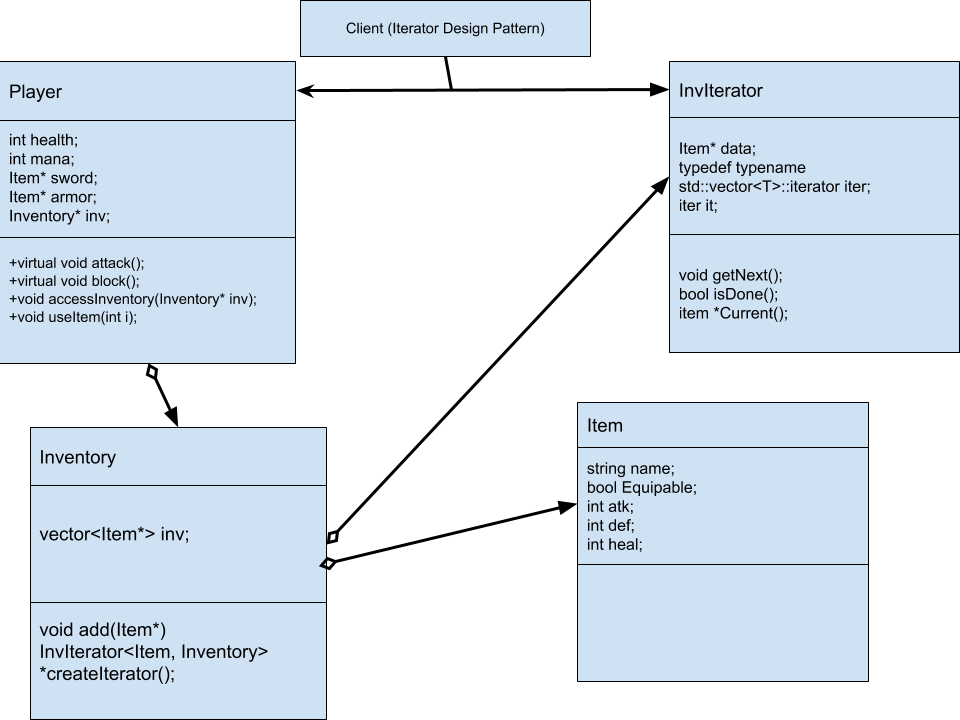 Client (Iterator Design Pattern)
Player
int health;
int mana;
Item* sword;
Item* armor;
Inventory* inv;
+virtual void attack();
+virtual void block();
+void accessInventory(Inventory* inv);
+void useItem(int i);
InvIterator
Item* data;
typedef typename
std::vector<T>::iterator iter;
iter it;
void getNext();
bool isDone();
item *Current();
Inventory
vector<Item*> inv;
void add(Item*)
InvIterator<Item, Inventory>
*createIterator();
Item
string name;
bool Equipable;
int atk;
int def;
int heal;